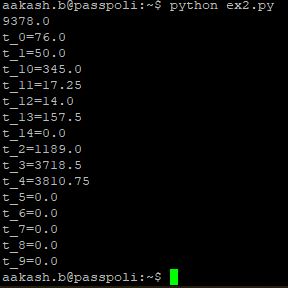 aakash.b@passpoli:~$ python ex2.py
9378.0
t_0=76.0
t_1=50.0
t_10=345.0
t_11=17.25
t_12=14.0
t_13=157.5
t_14=0.0
t_2=1189.0
t_3=3718.5
t_4=3810.75
t_5=0.0
t_6=0.0
t_7=0.0
t_8=0.0
t_9=0.0
aakash.b@passpoli:~$